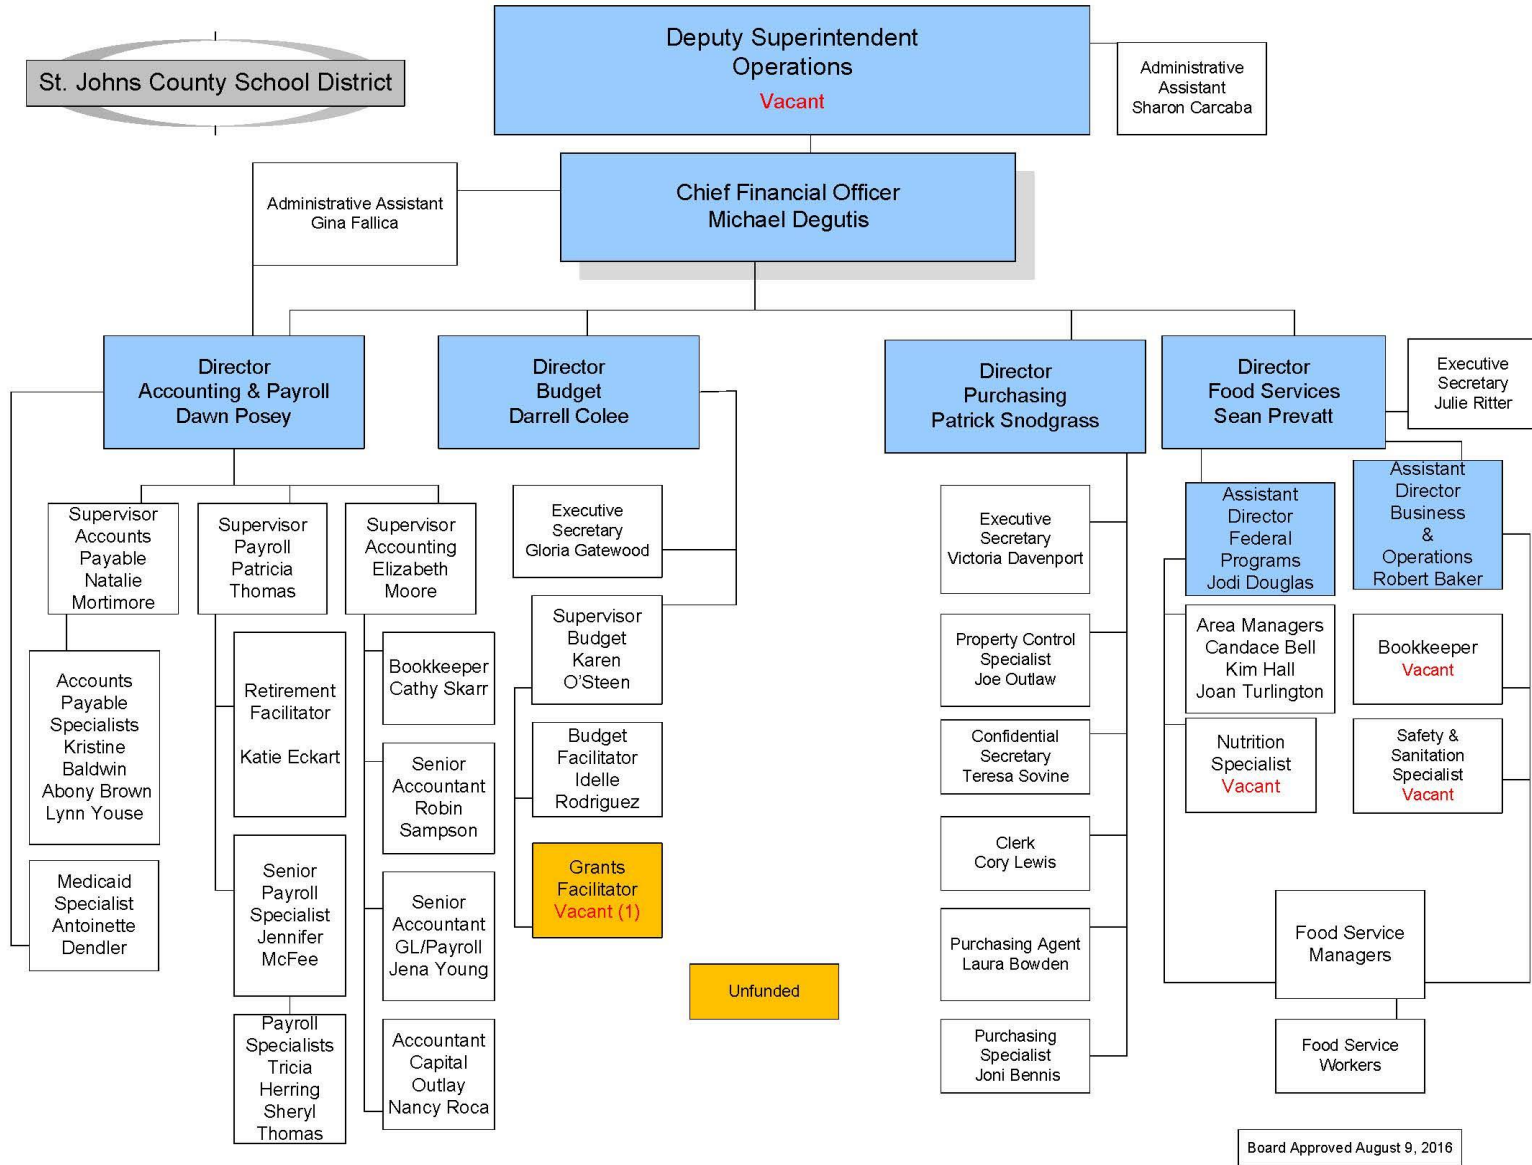 St. Johns County School District
Deputy Superintendent
Operations
Vacant
Administrative
Assistant
Sharon Carcaba
Administrative Assistant
Gina Fallica
Chief Financial Officer
Michael Degutis
Director
Accounting & Payroll
Dawn Posey
Director
Budget
Darrell Colee
Director
Purchasing
Patrick Snodgrass
Director
Food Services
Sean Prevatt
Executive
Secretary
Julie Ritter
Supervisor
Accounts
Payable
Natalie
Mortimore
Supervisor
Payroll
Patricia
Thomas
Supervisor
Accounting
Elizabeth
Moore
Executive
Secretary
Gloria Gatewood
Executive
Secretary
Victoria Davenport
Assistant
Director
Federal
Programs
Jodi Douglas
Assistant
Director
Business
&
Operations
Robert Baker
Accounts
Payable
Specialists
Kristine
Baldwin
Abony Brown
Lynn Youse
Retirement
Facilitator
Katie Eckart
Bookkeeper
Cathy Skarr
Supervisor
Budget
Karen
O'Steen
Property Control
Specialist
Joe Outlaw
Area Managers
Candace Bell
Kim Hall
Joan Turlington
Bookkeeper
Vacant
Senior
Accountant
Robin
Sampson
Budget
Facilitator
Idelle
Rodriguez
Confidential
Secretary
Teresa Sovine
Nutrition
Specialist
Vacant
Safety &
Sanitation
Specialist
Vacant
Medicaid
Specialist
Antoinette
Dendler
Senior
Payroll
Specialist
Jennifer
McFee
Senior
Accountant
GL/Payroll
Jena Young
Grants
Facilitator
Vacant (1)
Clerk
Cory Lewis
Purchasing Agent
Laura Bowden
Food Service
Managers
Unfunded
Payroll
Specialists
Tricia
Herring
Sheryl
Thomas
Accountant
Capital
Outlay
Nancy Roca
Purchasing
Specialist
Joni Bennis
Food Service
Workers
Board Approved August 9, 2016